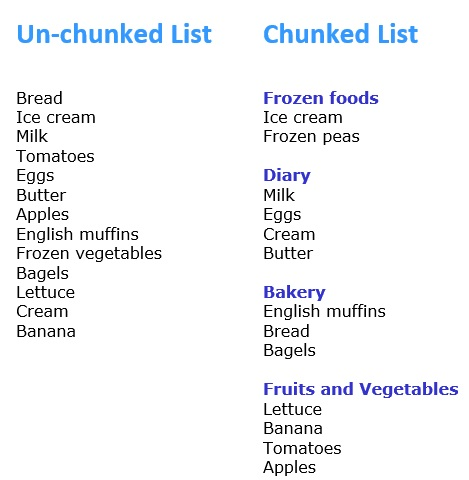 Un-chunked List
Bread
Ice cream
Milk
Tomatoes
Eggs
Butter
Apples
English muffins
Frozen vegetables
Bagels
Lettuce
Cream
Banana
Chunked List
Frozen foods
Ice cream
Frozen peas
Diary
Milk
Eggs
Cream
Butter
Bakery
English muffins
Bread
Bagels
Fruits and Vegetables
Lettuce
Banana
Tomatoes
Apples